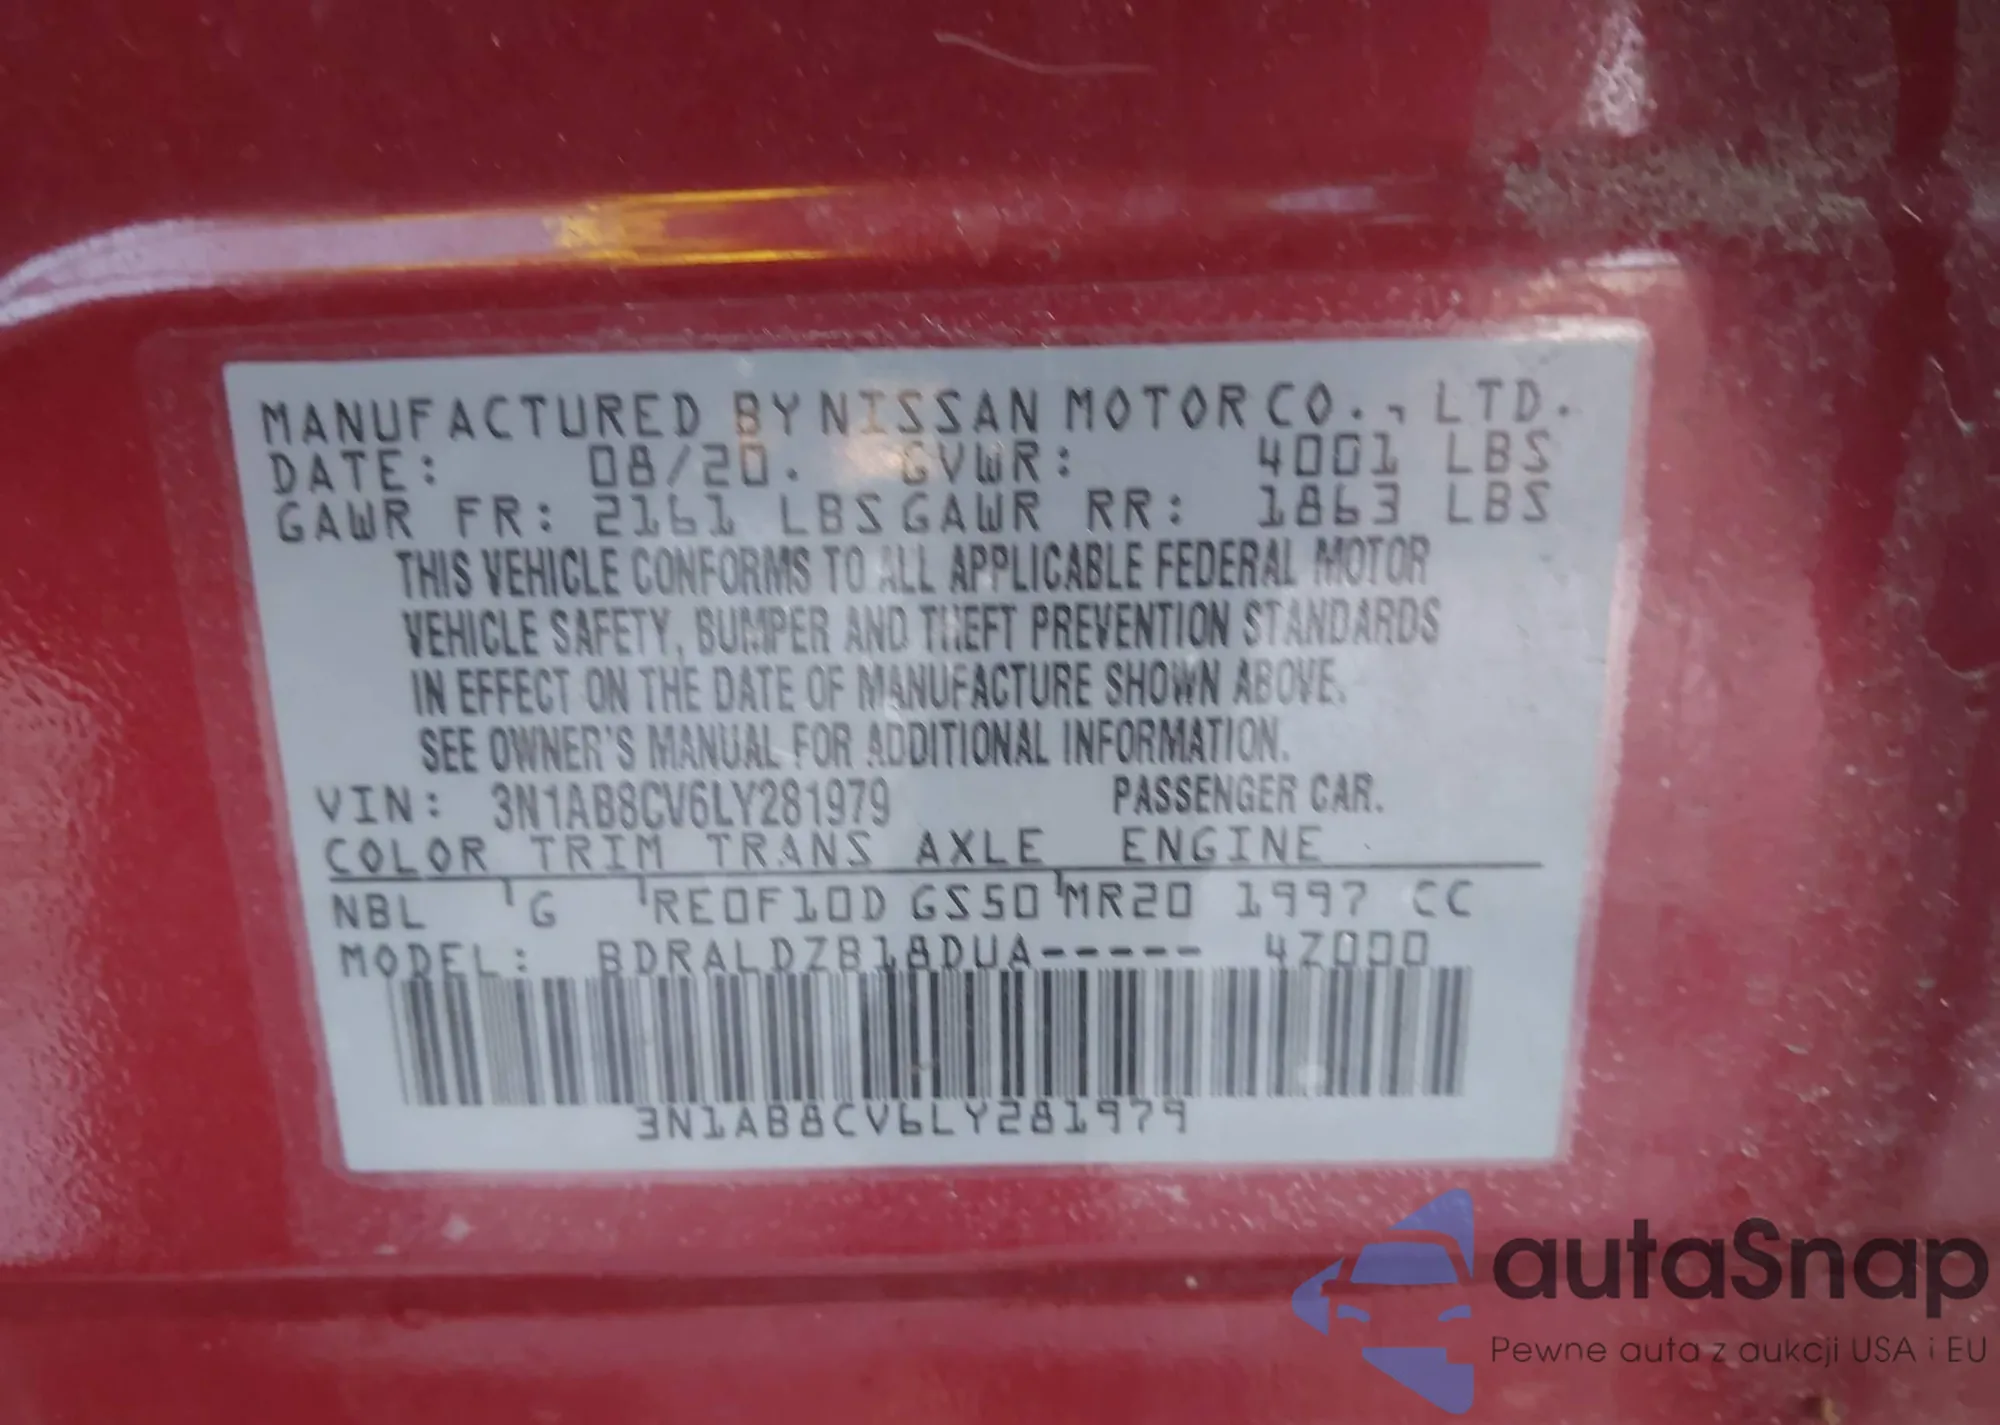 MANUFACTURED BY NISSAN MOTOR CO., LTD.
DATE: 08/20. GVWR: 4001 LBS
GAWR FR: 2161 LBS GAWR RR: 1863 LBS
THIS VEHICLE CONFORMS TO ALL APPLICABLE FEDERAL MOTOR
VEHICLE SAFETY, BUMPER AND THEFT PREVENTION STANDARDS
IN EFFECT ON THE DATE OF MANUFACTURE SHOWN ABOVE.
SEE OWNER'S MANUAL FOR ADDITIONAL INFORMATION.
VIN: 3N1AB8CV6LY281979 PASSENGER CAR.
COLOR TRIM TRANS AXLE ENGINE
NBL G RE0F10D GS50 MR20 1997 CC
MODEL: BDRALDZB18DUA----- 4Z000
3N1AB8CV6LY281979
autaSnap
Pewne auta z aukcji USA i EU